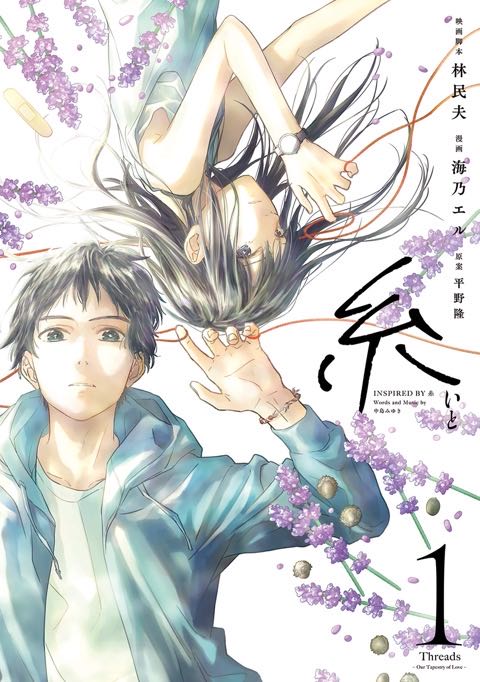 映画脚本 林民夫
漫画 海乃エル
原案 平野隆
糸
いと
INSPIRED BY 糸
Words and Music by
中島みゆき
1
Threads
- Our Tapestry of Love -